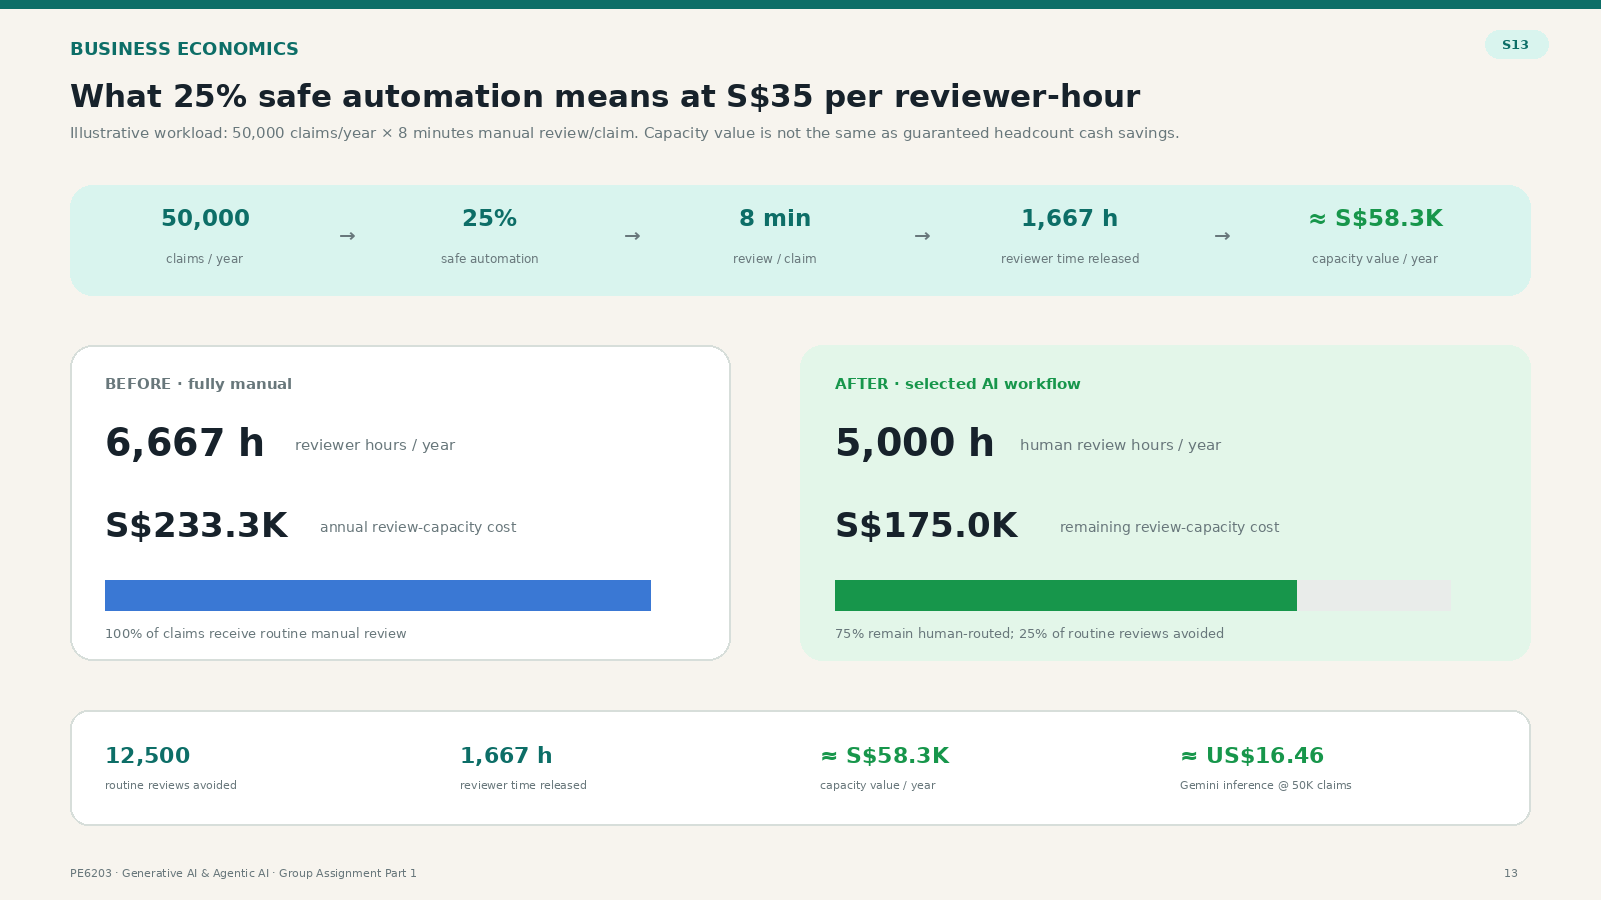 BUSINESS ECONOMICS
S13
What 25% safe automation means at S$35 per reviewer-hour
Illustrative workload: 50,000 claims/year × 8 minutes manual review/claim. Capacity value is not the same as guaranteed headcount cash savings.
50,000
claims / year
→
25%
safe automation
→
8 min
review / claim
→
1,667 h
reviewer time released
→
≈ S$58.3K
capacity value / year
BEFORE · fully manual
6,667 h reviewer hours / year
S$233.3K annual review-capacity cost
100% of claims receive routine manual review
AFTER · selected AI workflow
5,000 h human review hours / year
S$175.0K remaining review-capacity cost
75% remain human-routed; 25% of routine reviews avoided
12,500
routine reviews avoided
1,667 h
reviewer time released
≈ S$58.3K
capacity value / year
≈ US$16.46
Gemini inference @ 50K claims
PE6203 · Generative AI & Agentic AI · Group Assignment Part 1
13